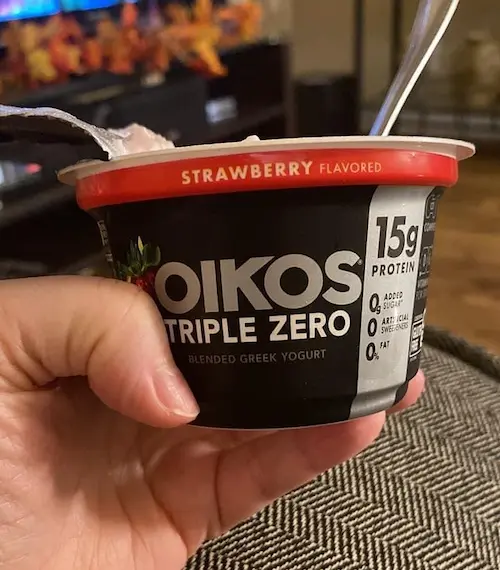 STRAWBERRY FLAVORED
OIKOS
TRIPLE ZERO
BLENDED GREEK YOGURT
15g
PROTEIN
0g ADDED
SUGAR*
0 ARTIFICIAL
SWEETENERS
0% FAT